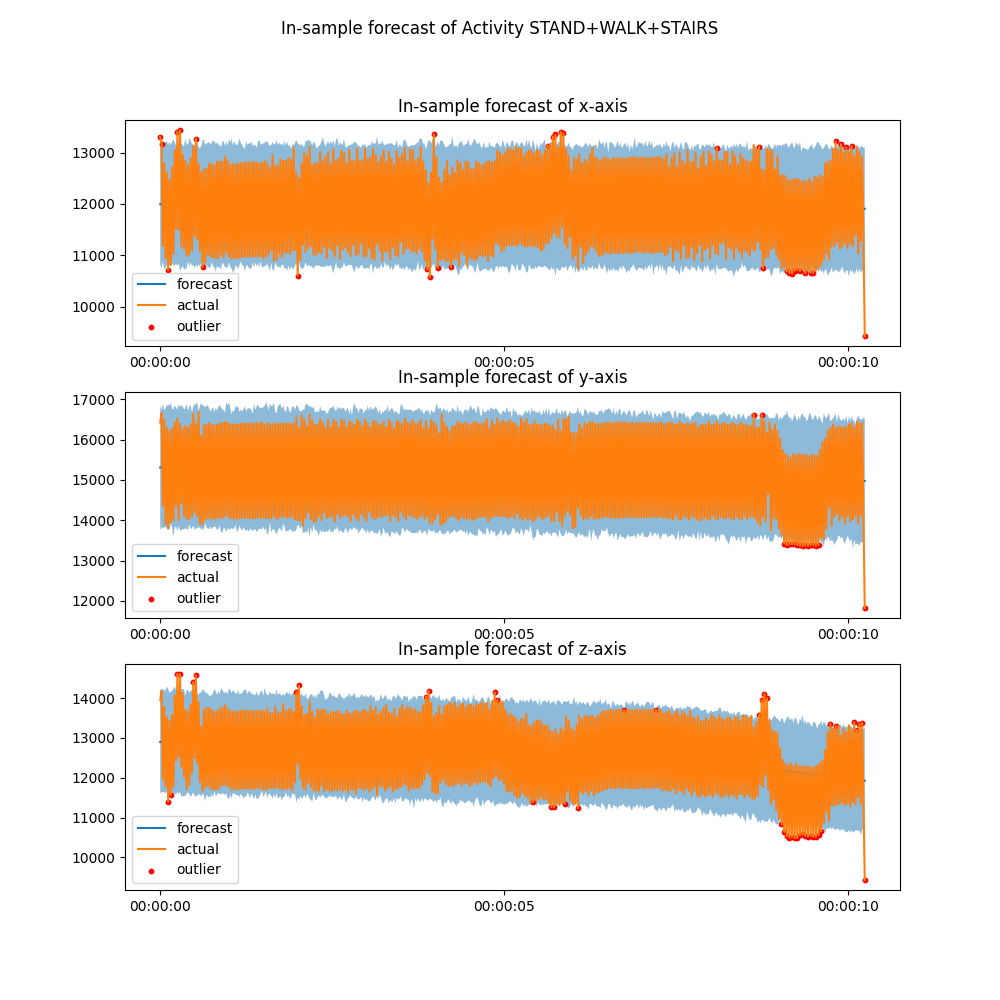 In-sample forecast of Activity STAND+WALK+STAIRS
In-sample forecast of x-axis
13000
12000
11000
10000
forecast
actual
outlier
00:00:00 00:00:05 00:00:10
In-sample forecast of y-axis
17000
16000
15000
14000
13000
12000
forecast
actual
outlier
00:00:00 00:00:05 00:00:10
In-sample forecast of z-axis
14000
13000
12000
11000
10000
forecast
actual
outlier
00:00:00 00:00:05 00:00:10